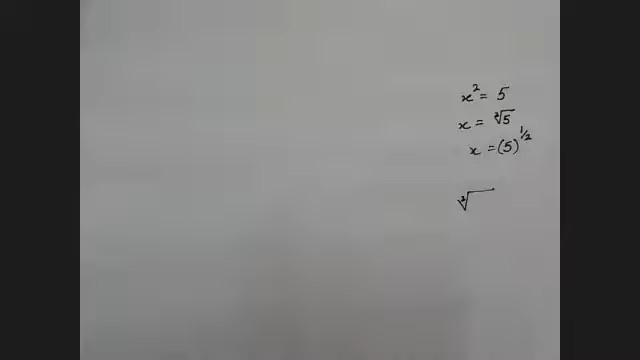 x² = 5
x = ²√5
x = (5)^1/2
²√